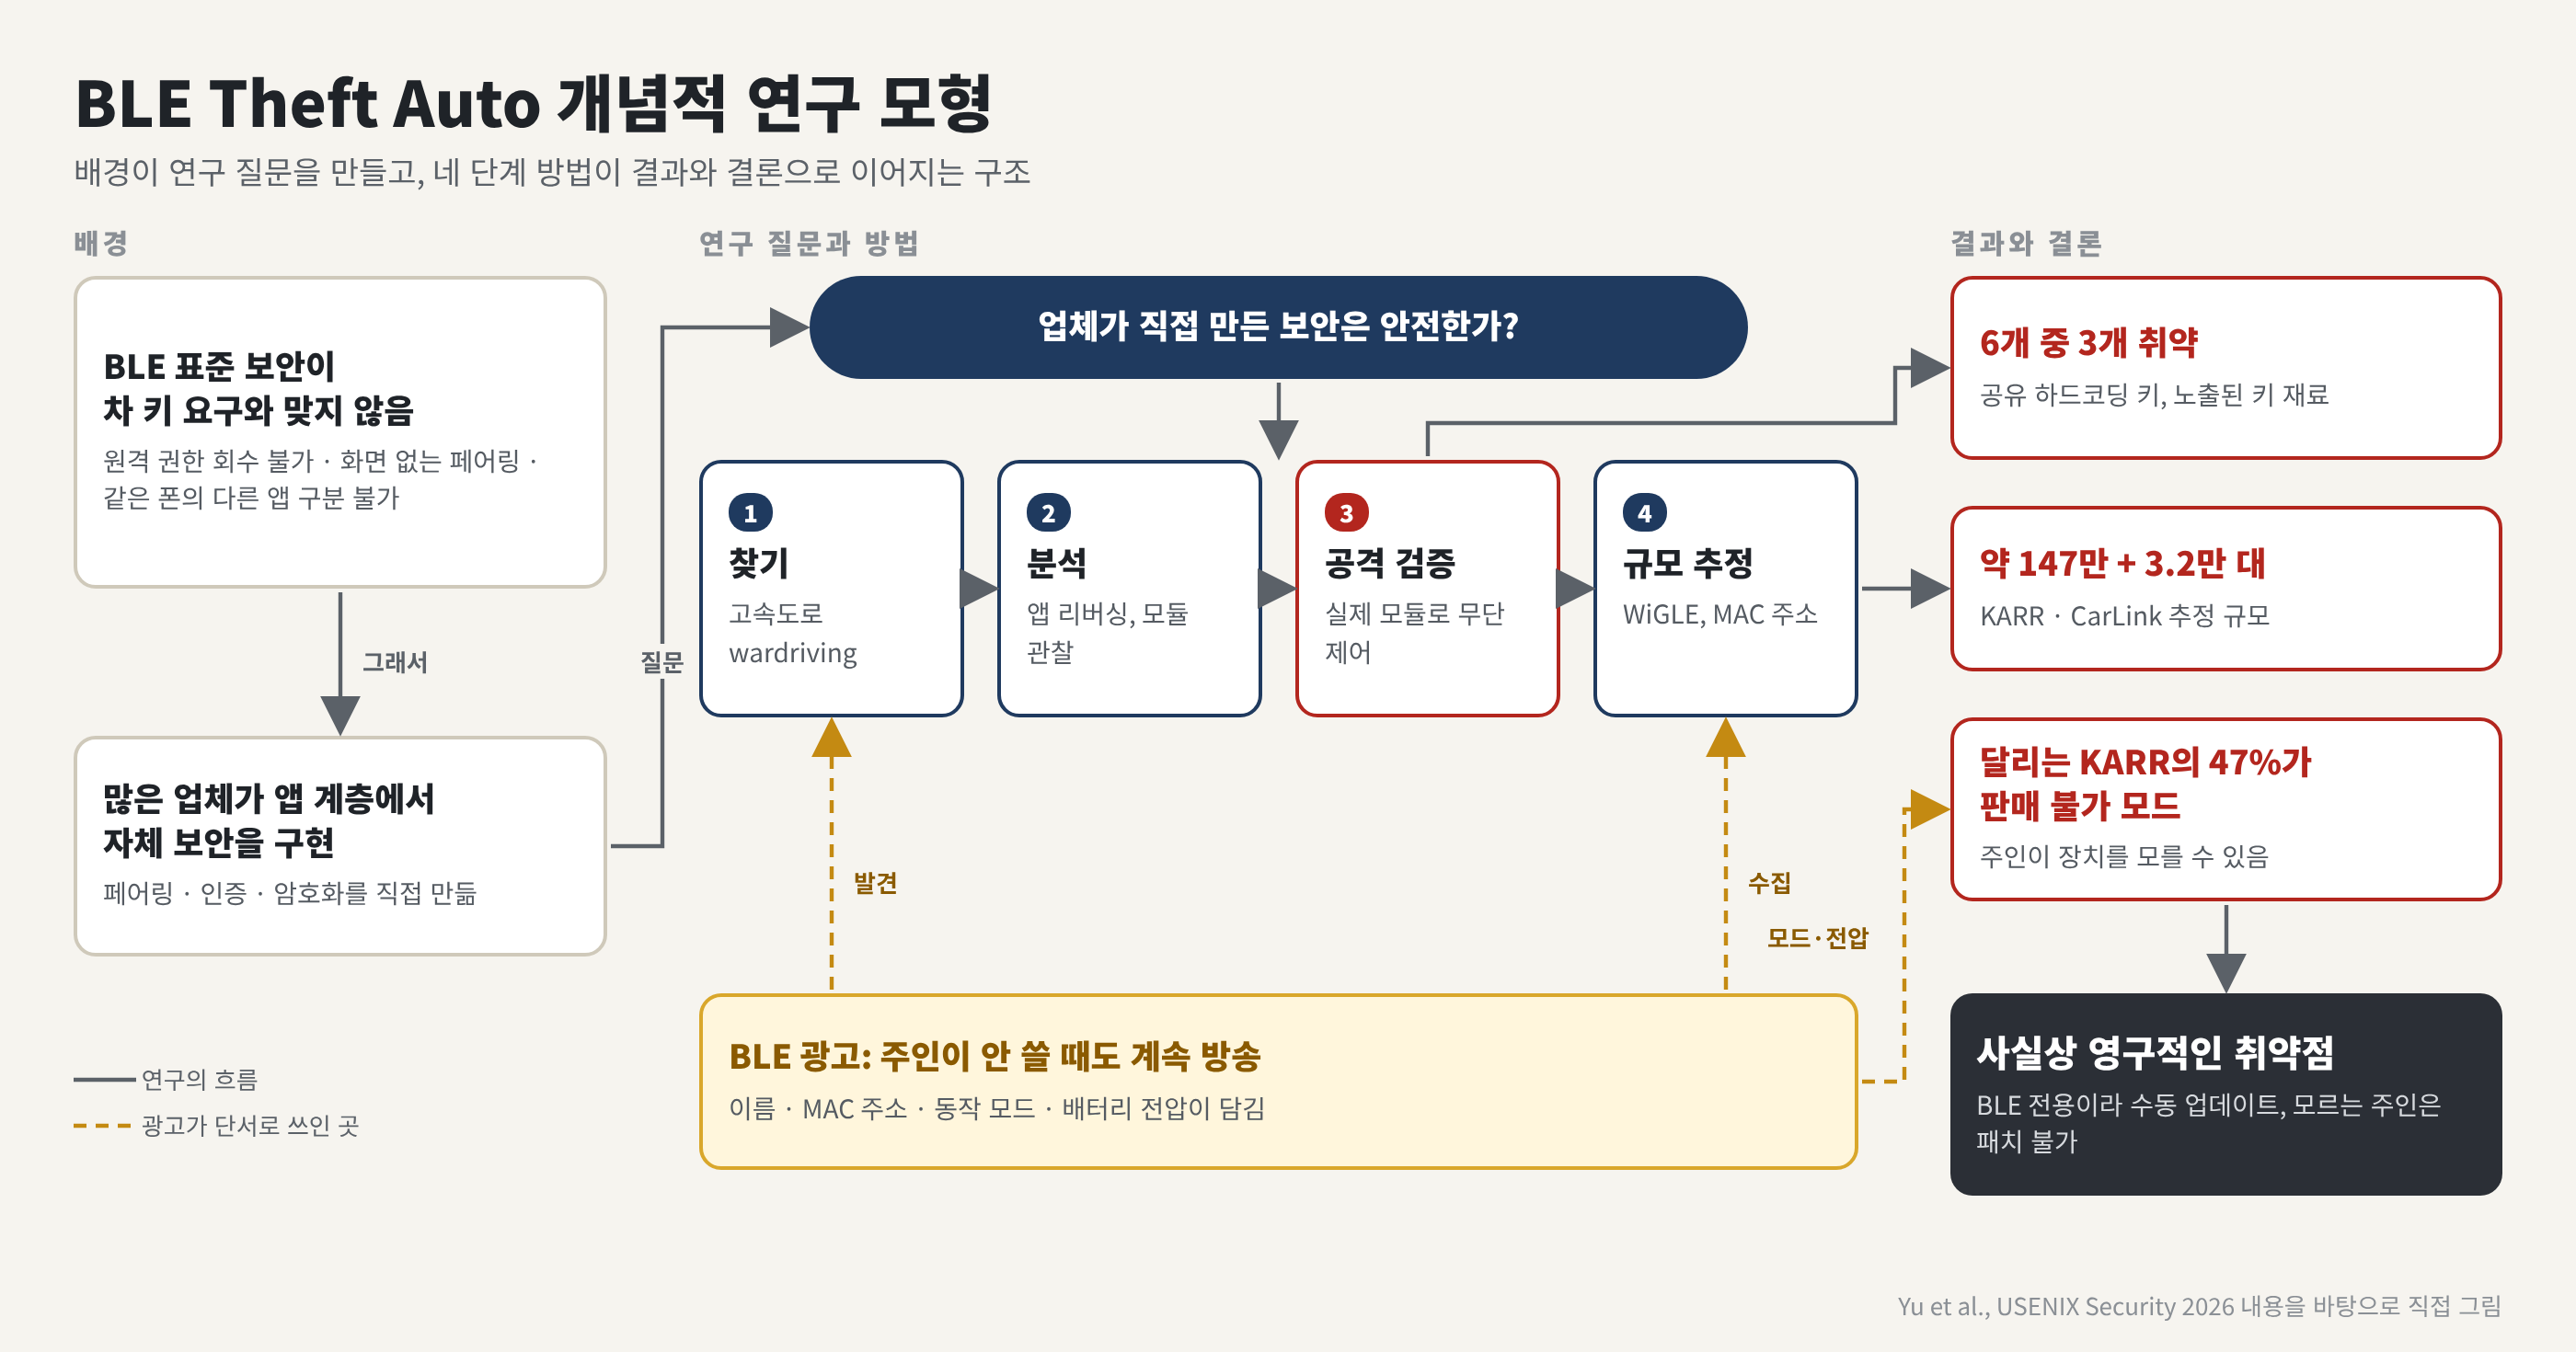 BLE Theft Auto 개념적 연구 모형
배경이 연구 질문을 만들고, 네 단계 방법이 결과와 결론으로 이어지는 구조
배경
BLE 표준 보안이
차 키 요구와 맞지 않음
원격 권한 회수 불가 · 화면 없는 페어링 ·
같은 폰의 다른 앱 구분 불가
그래서
많은 업체가 앱 계층에서
자체 보안을 구현
페어링 · 인증 · 암호화를 직접 만듦
질문
연구 질문과 방법
업체가 직접 만든 보안은 안전한가?
1
찾기
고속도로
wardriving
2
분석
앱 리버싱, 모듈
관찰
3
공격 검증
실제 모듈로 무단
제어
4
규모 추정
WiGLE, MAC 주소
발견
수집
모드·전압
BLE 광고: 주인이 안 쓸 때도 계속 방송
이름 · MAC 주소 · 동작 모드 · 배터리 전압이 담김
결과와 결론
6개 중 3개 취약
공유 하드코딩 키, 노출된 키 재료
약 147만 + 3.2만 대
KARR · CarLink 추정 규모
달리는 KARR의 47%가
판매 불가 모드
주인이 장치를 모를 수 있음
사실상 영구적인 취약점
BLE 전용이라 수동 업데이트, 모르는 주인은
패치 불가
연구의 흐름
광고가 단서로 쓰인 곳
Yu et al., USENIX Security 2026 내용을 바탕으로 직접 그림